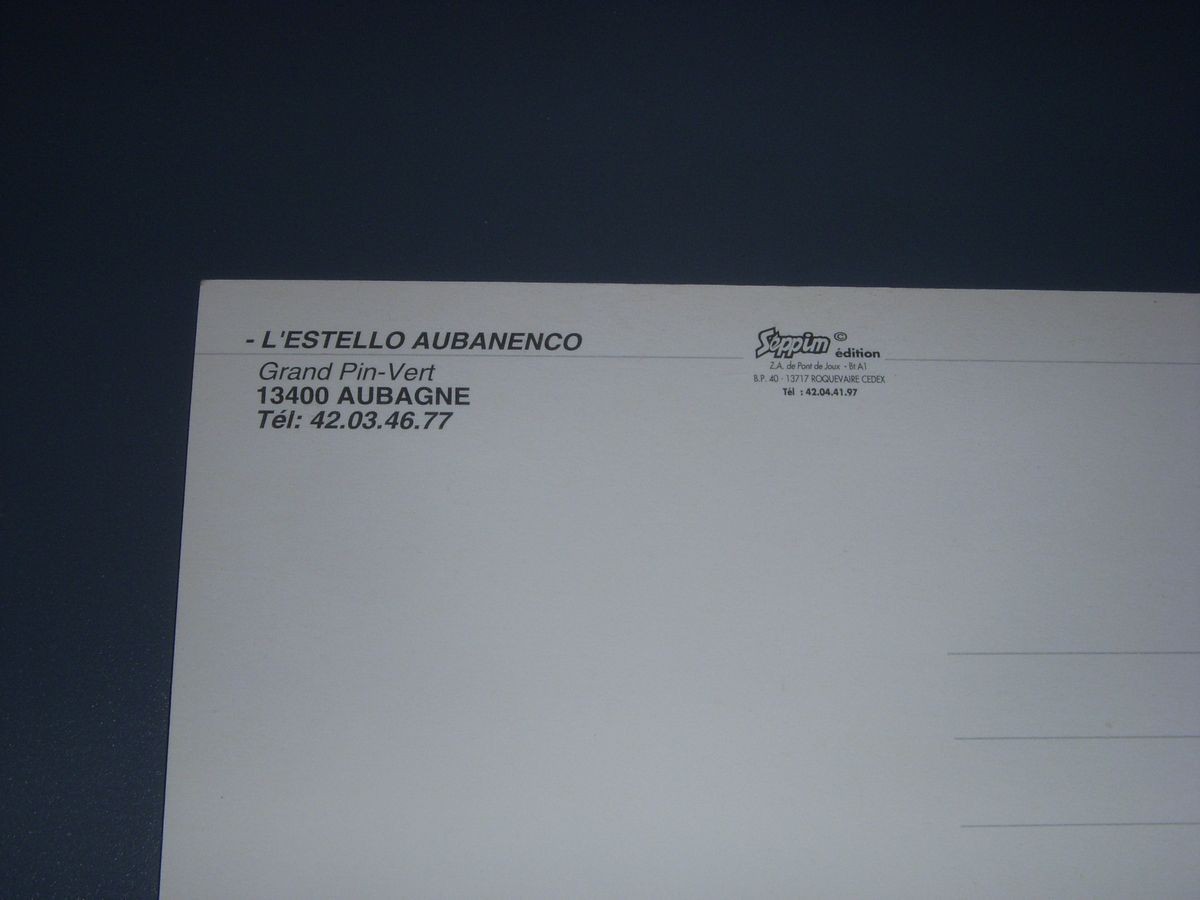 - L'ESTELLO AUBANENCO
Grand Pin-Vert
13400 AUBAGNE
Tél: 42.03.46.77
Séppim ©
édition
Z.A. de Pont de Joux - Bt A1
B.P. 40 - 13717 ROQUEVAIRE CEDEX
Tél : 42.04.41.97